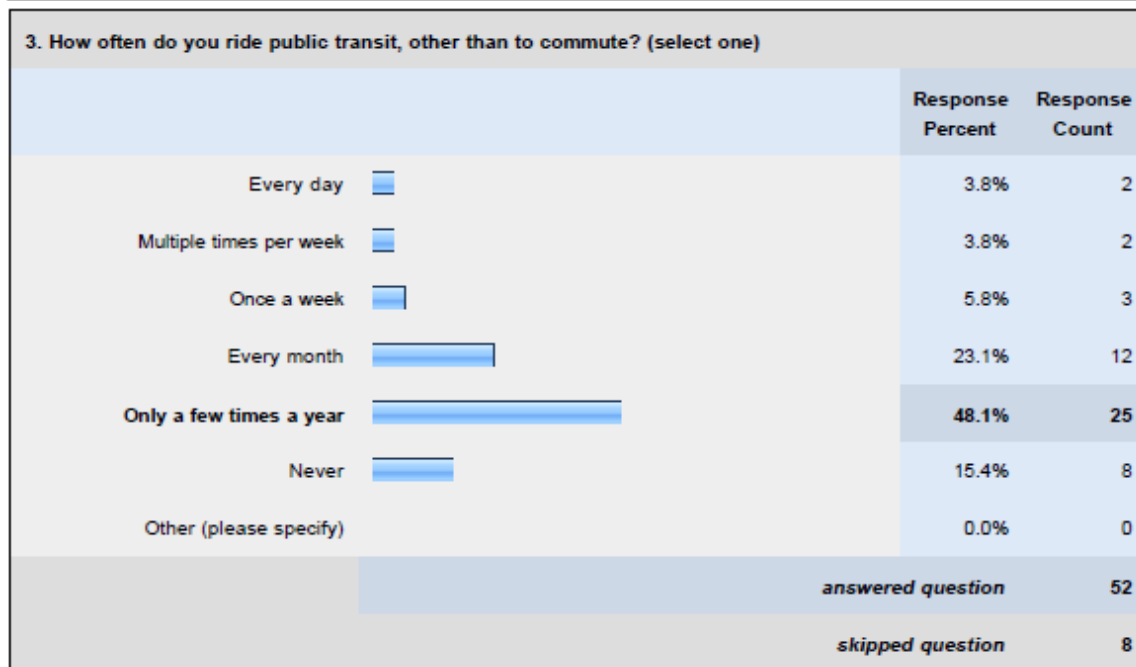 3. How often do you ride public transit, other than to commute? (select one)
Response Percent Response Count
Every day 3.8% 2
Multiple times per week 3.8% 2
Once a week 5.8% 3
Every month 23.1% 12
Only a few times a year 48.1% 25
Never 15.4% 8
Other (please specify) 0.0% 0
answered question 52
skipped question 8